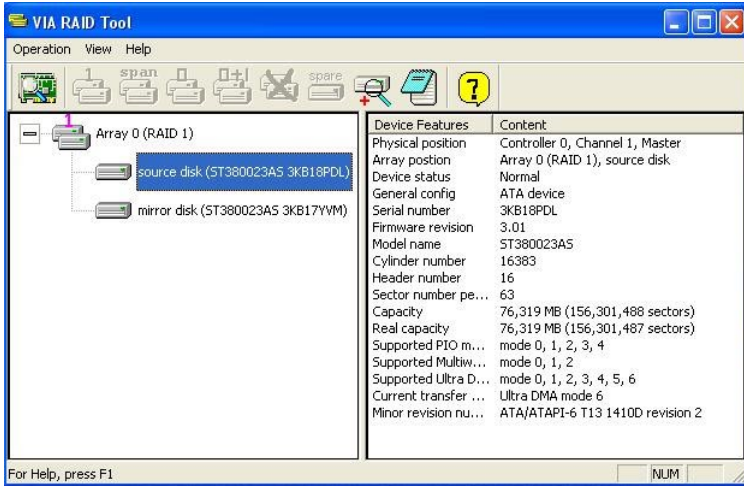 VIA RAID Tool
Operation View Help
1 span 0 0+1 spare ?
1
Array 0 (RAID 1)
source disk (ST380023AS 3KB18PDL)
mirror disk (ST380023AS 3KB17YVM)
Device Features Content
Physical position Controller 0, Channel 1, Master
Array postion Array 0 (RAID 1), source disk
Device status Normal
General config ATA device
Serial number 3KB18PDL
Firmware revision 3.01
Model name ST380023AS
Cylinder number 16383
Header number 16
Sector number pe... 63
Capacity 76,319 MB (156,301,488 sectors)
Real capacity 76,319 MB (156,301,487 sectors)
Supported PIO m... mode 0, 1, 2, 3, 4
Supported Multiw... mode 0, 1, 2
Supported Ultra D... mode 0, 1, 2, 3, 4, 5, 6
Current transfer ... Ultra DMA mode 6
Minor revision nu... ATA/ATAPI-6 T13 1410D revision 2
For Help, press F1 NUM